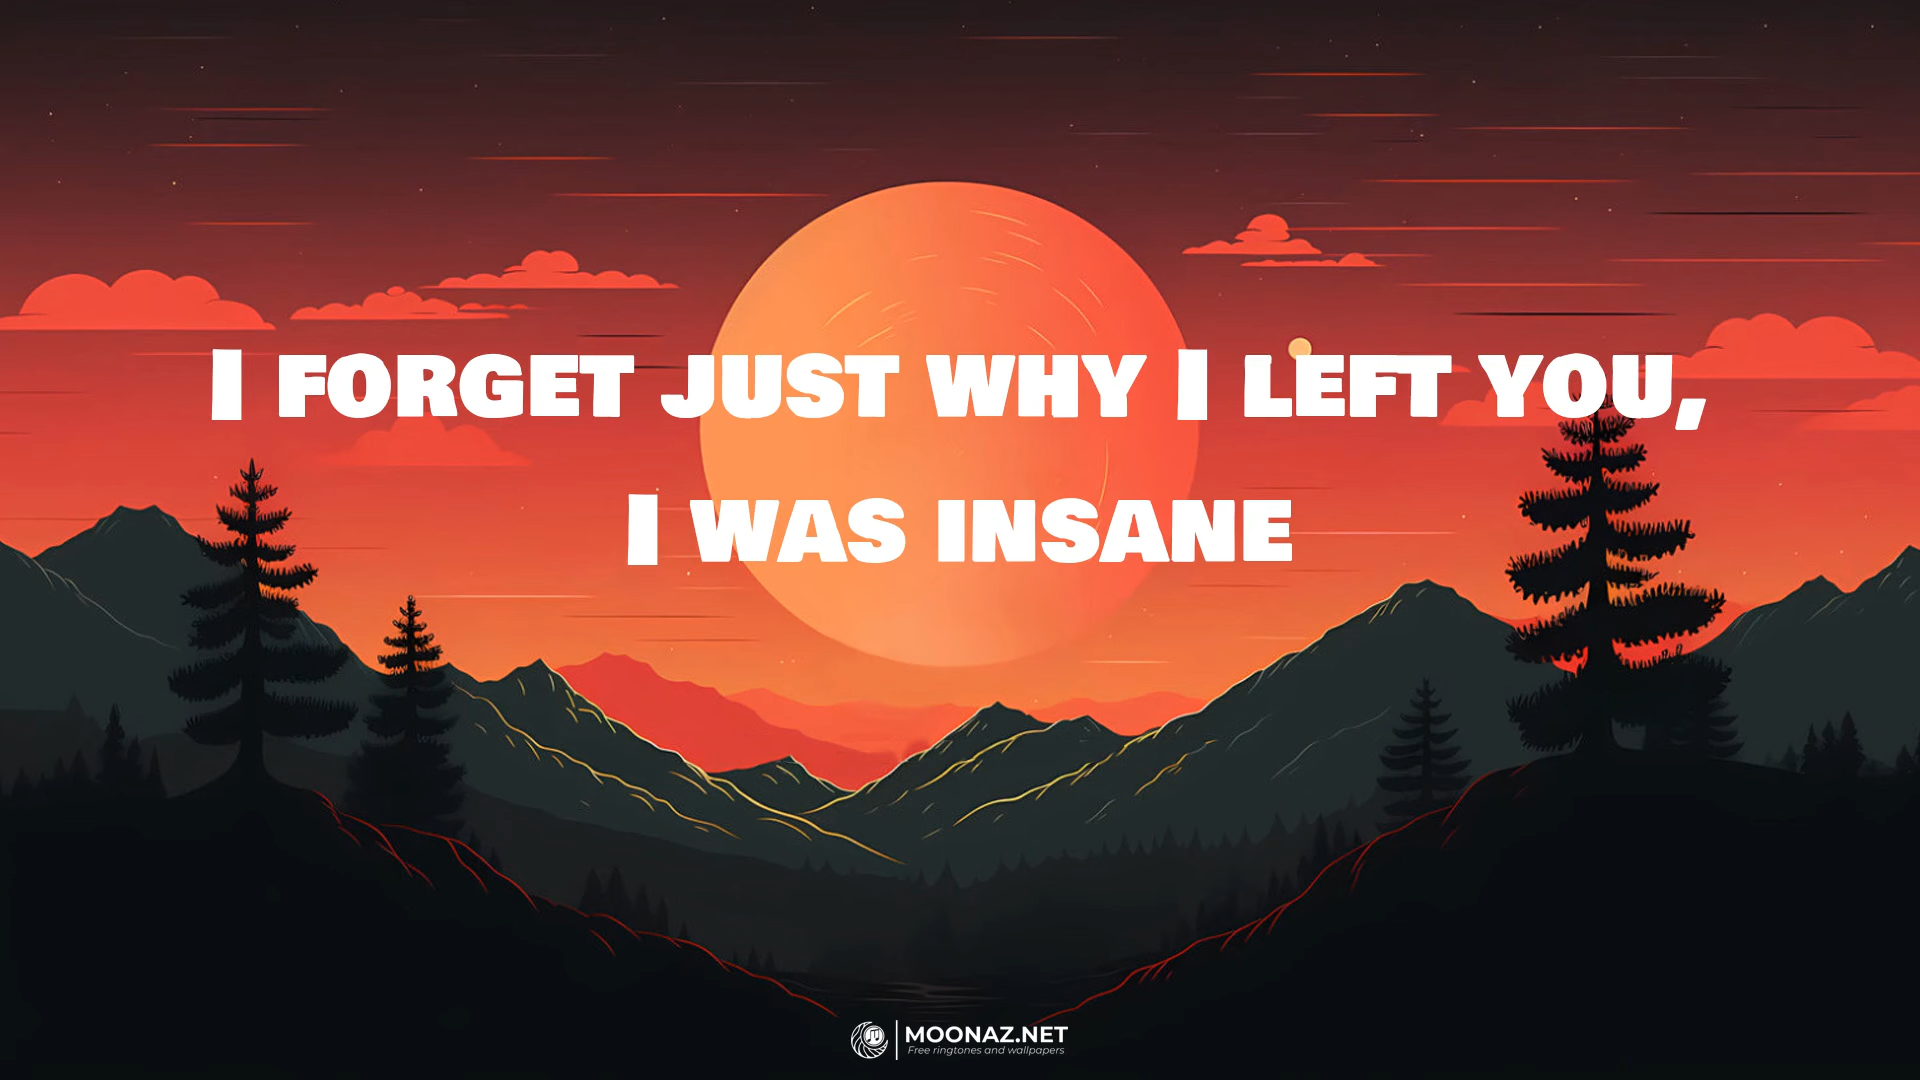 I FORGET JUST WHY I LEFT YOU,
I WAS INSANE
MOONAZ.NET
Free ringtones and wallpapers